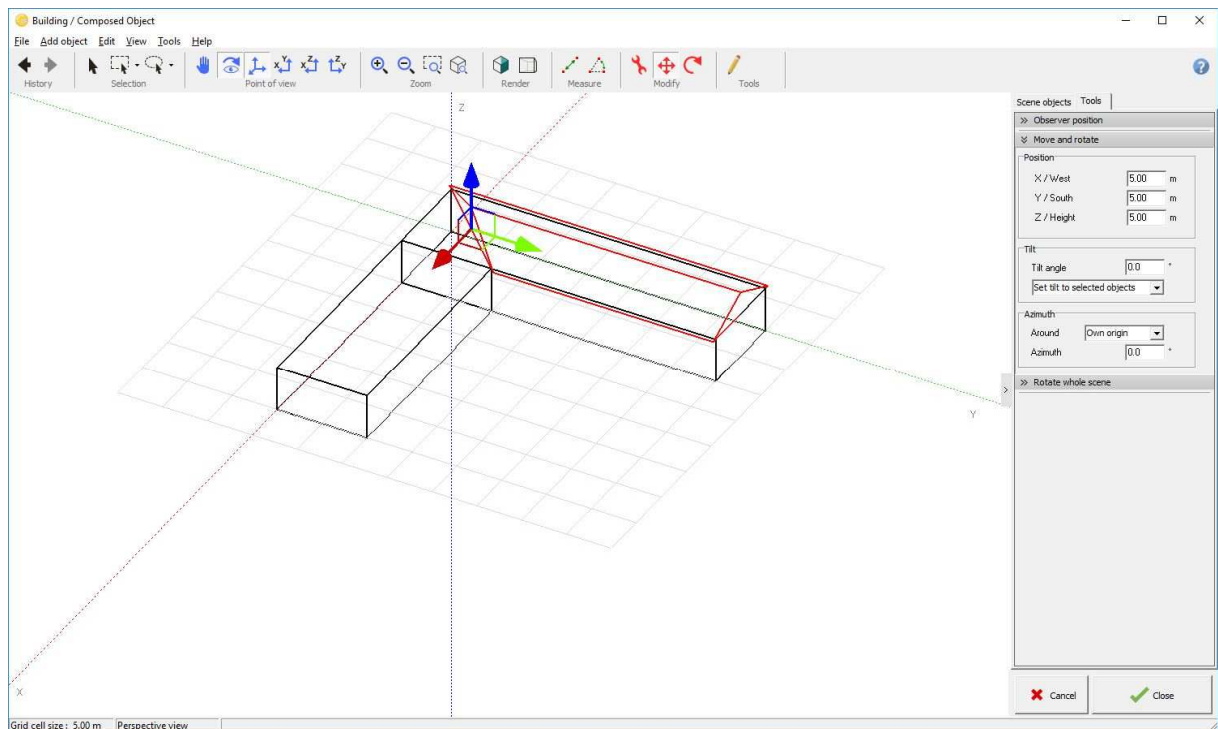 Building / Composed Object
File Add object Edit View Tools Help
X Y X Z Z Y
History Selection Point of view Zoom Render Measure Modify Tools
Scene objects Tools
Observer position
Move and rotate
Position
X / West 5.00 m
Y / South 5.00 m
Z / Height 5.00 m
Tilt
Tilt angle 0.0 °
Set tilt to selected objects
Azimuth
Around Own origin
Azimuth 0.0 °
Rotate whole scene
Z
Y
X
Cancel Close
Grid cell size : 5.00 m Perspective view